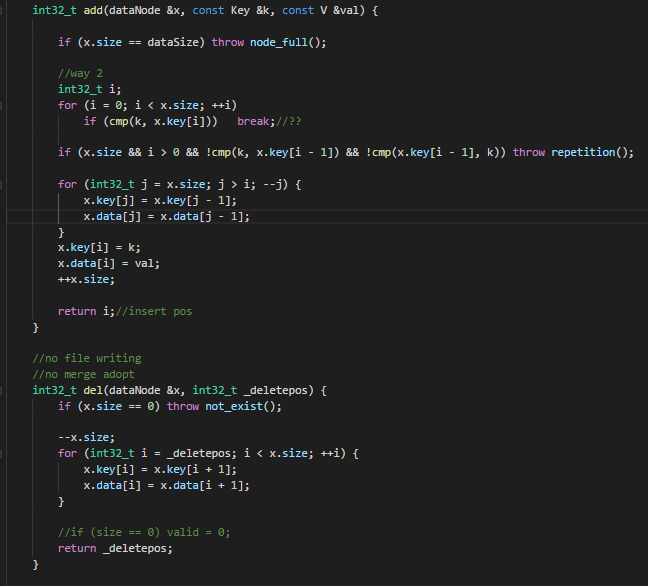 int32_t add(dataNode &x, const Key &k, const V &val) {
if (x.size == dataSize) throw node_full();
//way 2
int32_t i;
for (i = 0; i < x.size; ++i)
if (cmp(k, x.key[i]))   break;//??
if (x.size && i > 0 && !cmp(k, x.key[i - 1]) && !cmp(x.key[i - 1], k)) throw repetition();
for (int32_t j = x.size; j > i; --j) {
x.key[j] = x.key[j - 1];
x.data[j] = x.data[j - 1];
}
x.key[i] = k;
x.data[i] = val;
++x.size;
return i;//insert pos
}
//no file writing
//no merge adopt
int32_t del(dataNode &x, int32_t _deletepos) {
if (x.size == 0) throw not_exist();
--x.size;
for (int32_t i = _deletepos; i < x.size; ++i) {
x.key[i] = x.key[i + 1];
x.data[i] = x.data[i + 1];
}
//if (size == 0) valid = 0;
return _deletepos;
}